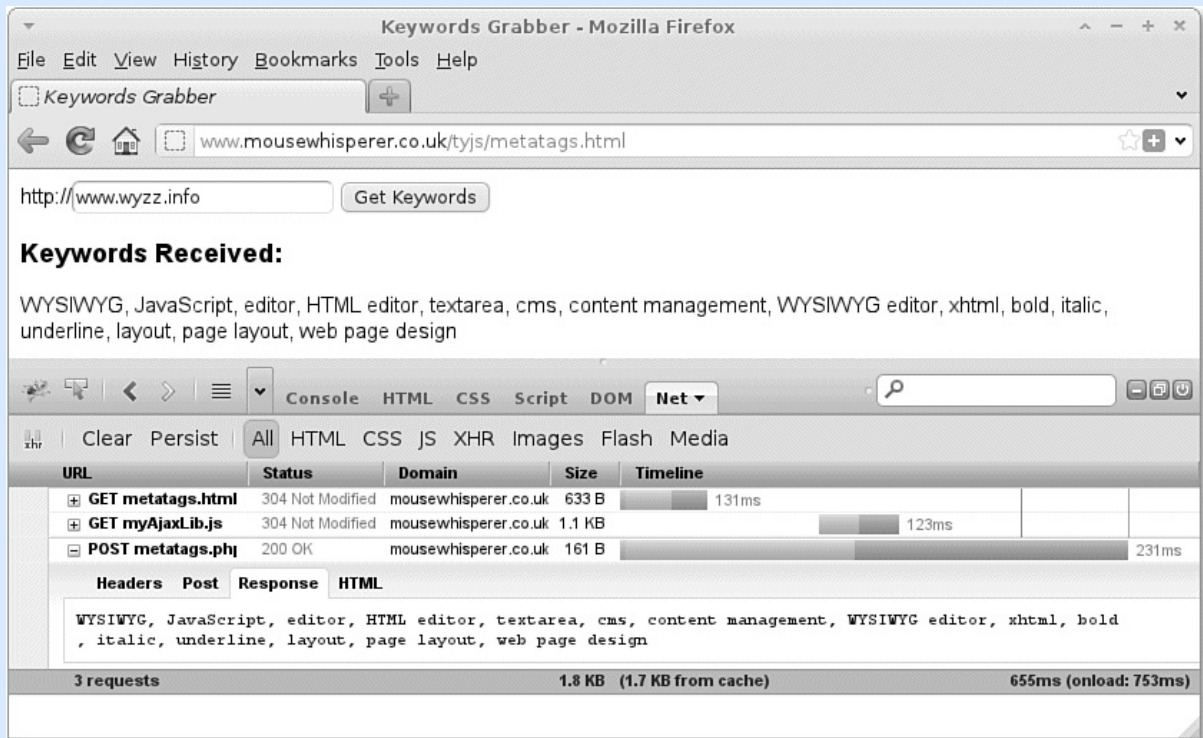 Keywords Grabber - Mozilla Firefox
File Edit View History Bookmarks Tools Help
Keywords Grabber
www.mousewhisperer.co.uk/tyjs/metatags.html
http:// www.wyzz.info Get Keywords
Keywords Received:
WYSIWYG, JavaScript, editor, HTML editor, textarea, cms, content management, WYSIWYG editor, xhtml, bold, italic,
underline, layout, page layout, web page design
Console HTML CSS Script DOM Net
xhr Clear Persist All HTML CSS JS XHR Images Flash Media
URL Status Domain Size Timeline
GET metatags.html 304 Not Modified mousewhisperer.co.uk 633 B 131ms
GET myAjaxLib.js 304 Not Modified mousewhisperer.co.uk 1.1 KB 123ms
POST metatags.php 200 OK mousewhisperer.co.uk 161 B 231ms
Headers Post Response HTML
WYSIWYG, JavaScript, editor, HTML editor, textarea, cms, content management, WYSIWYG editor, xhtml, bold
, italic, underline, layout, page layout, web page design
3 requests 1.8 KB (1.7 KB from cache) 655ms (onload: 753ms)